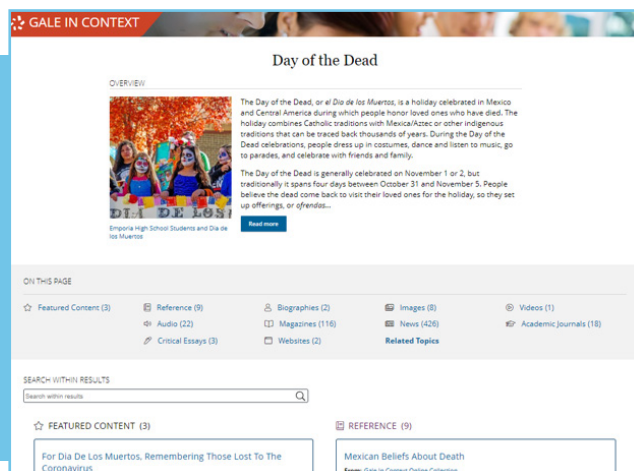 GALE IN CONTEXT
Day of the Dead
OVERVIEW
The Day of the Dead, or el Dia de los Muertos, is a holiday celebrated in Mexico
and Central America during which people honor loved ones who have died. The
holiday combines Catholic traditions with Mexica/Aztec or other indigenous
traditions that can be traced back thousands of years. During the Day of the
Dead celebrations, people dress up in costumes, dance and listen to music, go
to parades, and celebrate with friends and family.
The Day of the Dead is generally celebrated on November 1 or 2, but
traditionally it spans four days between October 31 and November 5. People
believe the dead come back to visit their loved ones for the holiday, so they set
up offerings, or ofrendas...
Read more
DE LOS
Emporia High School Students and Dia de
los Muertos
ON THIS PAGE
Featured Content (3)
Reference (9)
Biographies (2)
Images (8)
Videos (1)
Audio (22)
Magazines (116)
News (426)
Academic Journals (18)
Critical Essays (3)
Websites (2)
Related Topics
SEARCH WITHIN RESULTS
Search within results
FEATURED CONTENT (3)
REFERENCE (9)
For Dia De Los Muertos, Remembering Those Lost To The
Coronavirus
Mexican Beliefs About Death
From: Gale In Context Online Collection